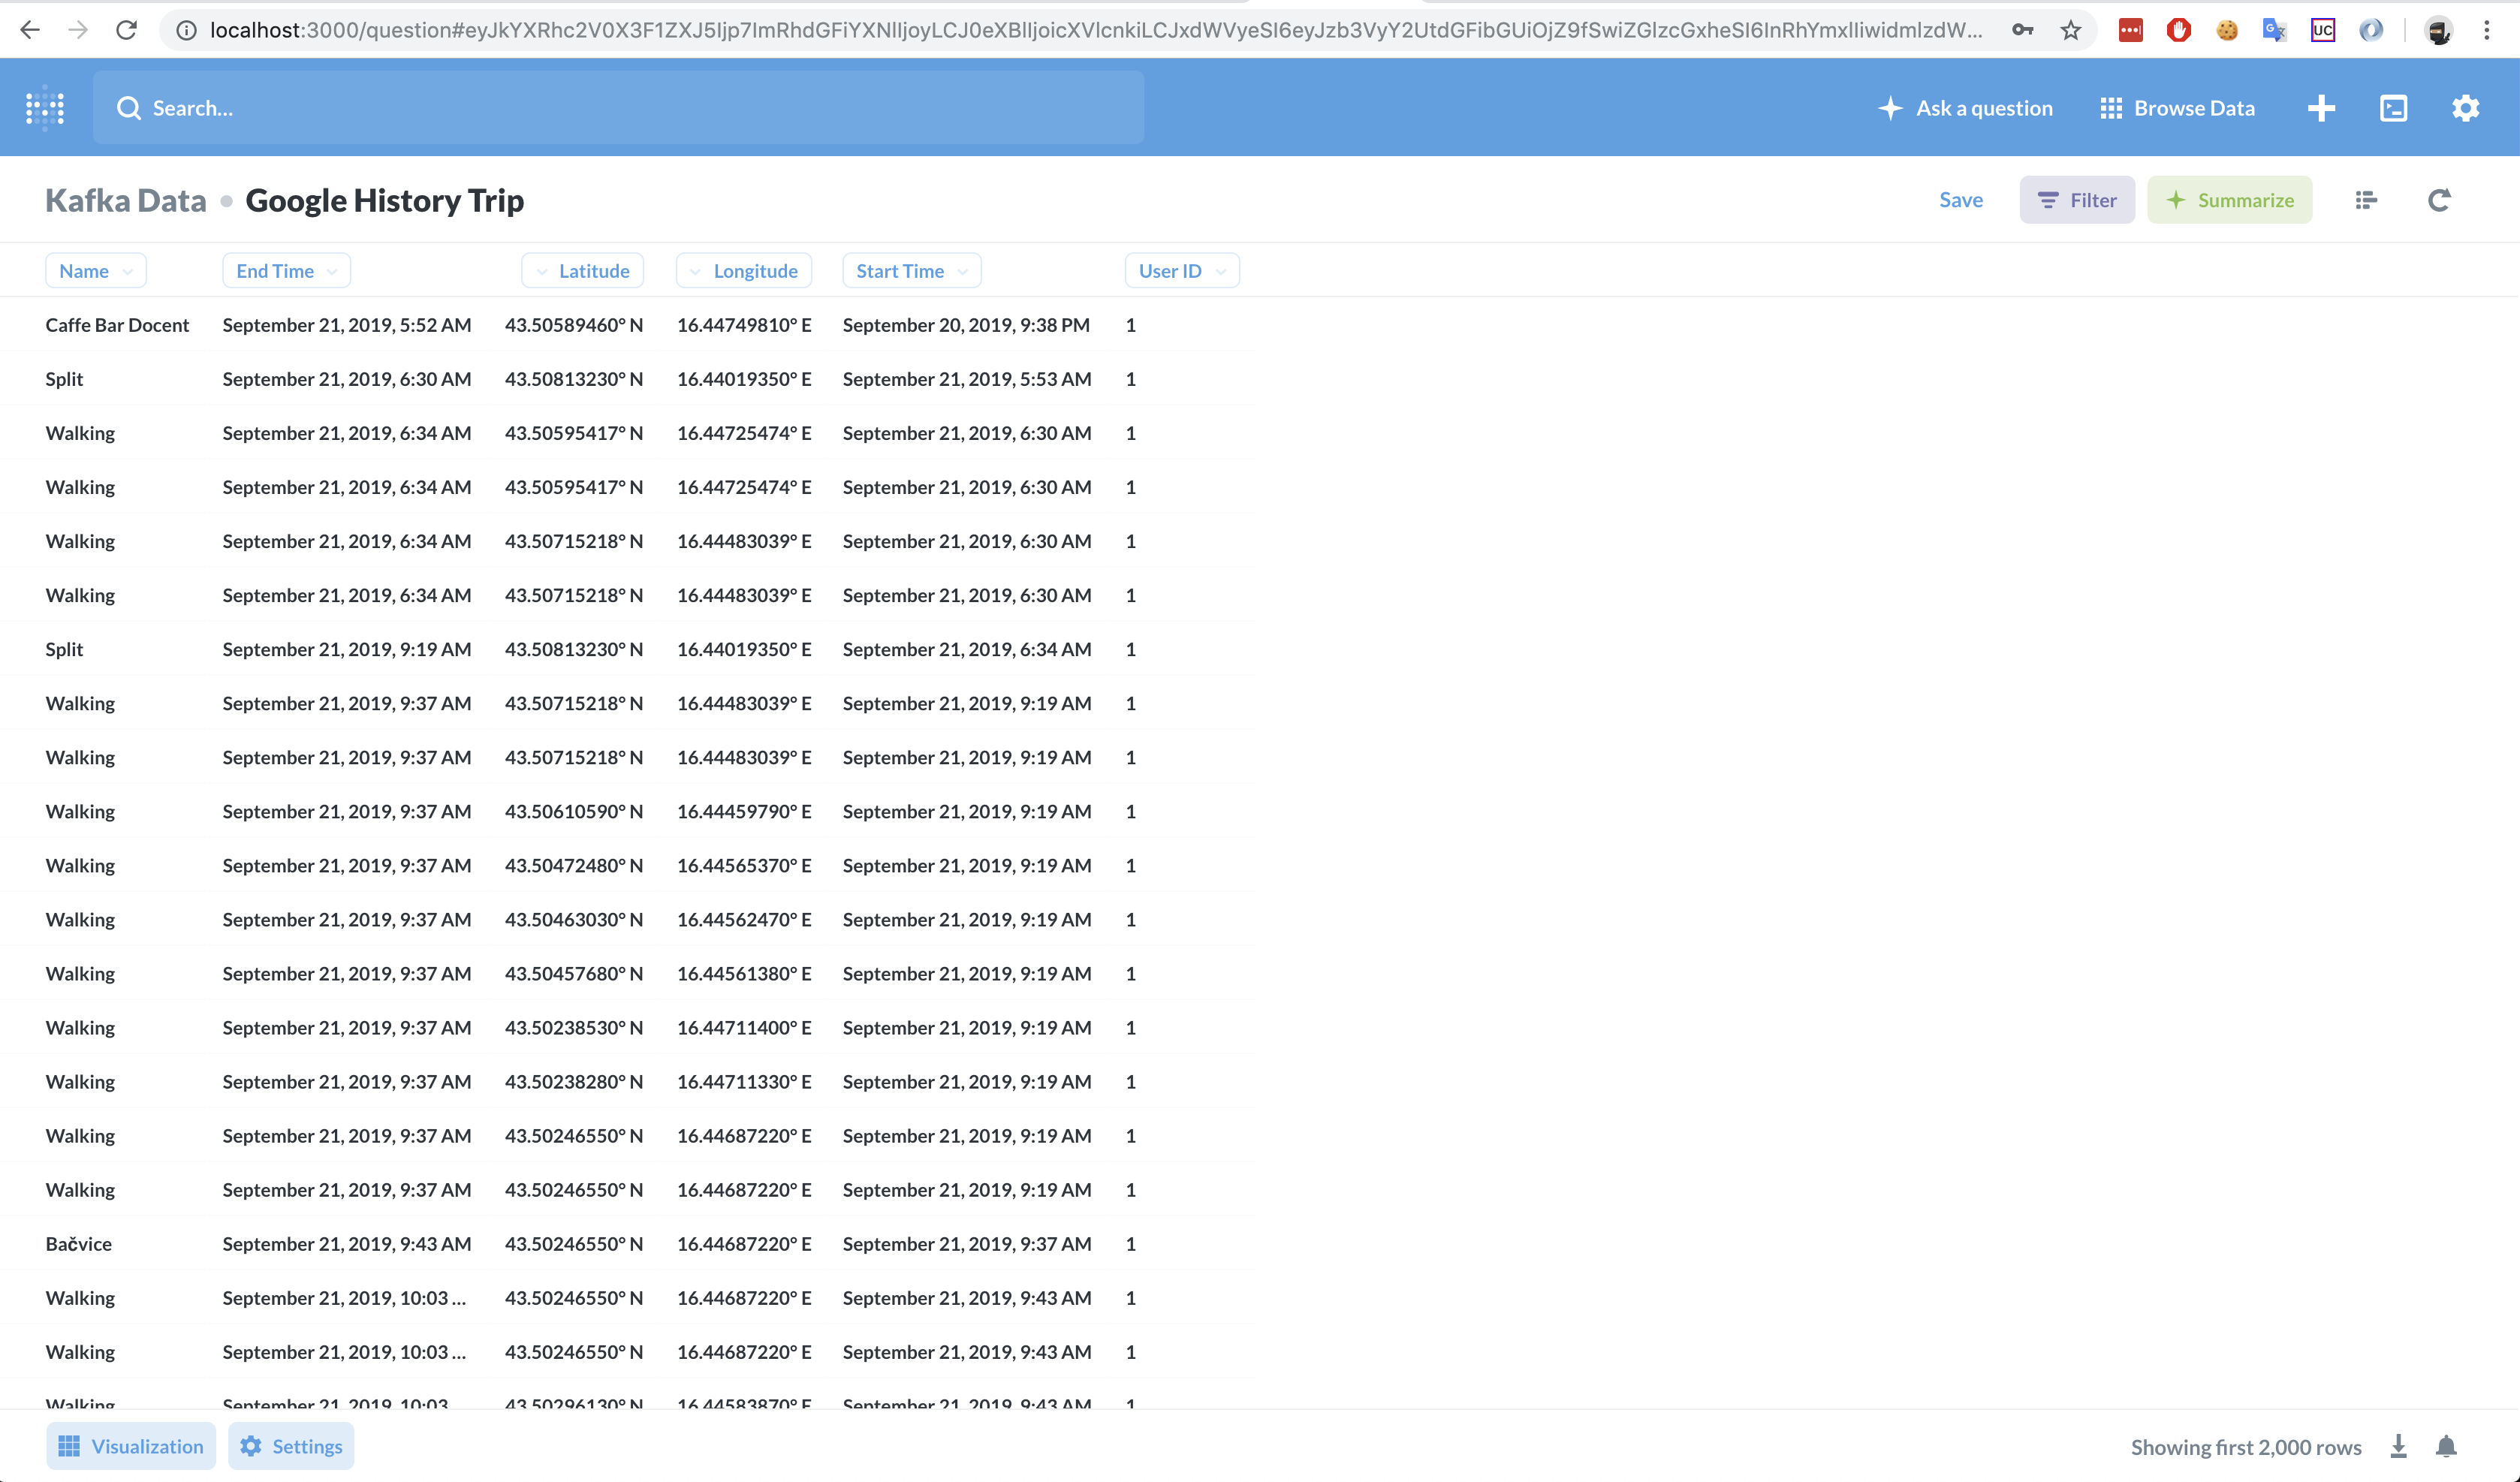 localhost:3000/question#eyJkYXRhc2V0X3F1ZXJ5Ijp7ImRhdGFiYXNlIjoyLCJ0eXBlIjoicXVlcnkiLCJxdWVyeSI6eyJzb3VyY2UtdGFibGUiOjZ9fSwiZGlzcGxheSI6InRhYmxlIiwidmlzdW...
UC
Search...
Ask a question
Browse Data
Kafka Data • Google History Trip
Save
Filter
Summarize
Name End Time Latitude Longitude Start Time User ID
Caffe Bar Docent September 21, 2019, 5:52 AM 43.50589460° N 16.44749810° E September 20, 2019, 9:38 PM 1
Split September 21, 2019, 6:30 AM 43.50813230° N 16.44019350° E September 21, 2019, 5:53 AM 1
Walking September 21, 2019, 6:34 AM 43.50595417° N 16.44725474° E September 21, 2019, 6:30 AM 1
Walking September 21, 2019, 6:34 AM 43.50595417° N 16.44725474° E September 21, 2019, 6:30 AM 1
Walking September 21, 2019, 6:34 AM 43.50715218° N 16.44483039° E September 21, 2019, 6:30 AM 1
Walking September 21, 2019, 6:34 AM 43.50715218° N 16.44483039° E September 21, 2019, 6:30 AM 1
Split September 21, 2019, 9:19 AM 43.50813230° N 16.44019350° E September 21, 2019, 6:34 AM 1
Walking September 21, 2019, 9:37 AM 43.50715218° N 16.44483039° E September 21, 2019, 9:19 AM 1
Walking September 21, 2019, 9:37 AM 43.50715218° N 16.44483039° E September 21, 2019, 9:19 AM 1
Walking September 21, 2019, 9:37 AM 43.50610590° N 16.44459790° E September 21, 2019, 9:19 AM 1
Walking September 21, 2019, 9:37 AM 43.50472480° N 16.44565370° E September 21, 2019, 9:19 AM 1
Walking September 21, 2019, 9:37 AM 43.50463030° N 16.44562470° E September 21, 2019, 9:19 AM 1
Walking September 21, 2019, 9:37 AM 43.50457680° N 16.44561380° E September 21, 2019, 9:19 AM 1
Walking September 21, 2019, 9:37 AM 43.50238530° N 16.44711400° E September 21, 2019, 9:19 AM 1
Walking September 21, 2019, 9:37 AM 43.50238280° N 16.44711330° E September 21, 2019, 9:19 AM 1
Walking September 21, 2019, 9:37 AM 43.50246550° N 16.44687220° E September 21, 2019, 9:19 AM 1
Walking September 21, 2019, 9:37 AM 43.50246550° N 16.44687220° E September 21, 2019, 9:19 AM 1
Bačvice September 21, 2019, 9:43 AM 43.50246550° N 16.44687220° E September 21, 2019, 9:37 AM 1
Walking September 21, 2019, 10:03 ... 43.50246550° N 16.44687220° E September 21, 2019, 9:43 AM 1
Walking September 21, 2019, 10:03 ... 43.50246550° N 16.44687220° E September 21, 2019, 9:43 AM 1
Walking September 21, 2019, 10:03 43.50296130° N 16.44583870° E September 21, 2019, 9:43 AM 1
Visualization
Settings
Showing first 2,000 rows